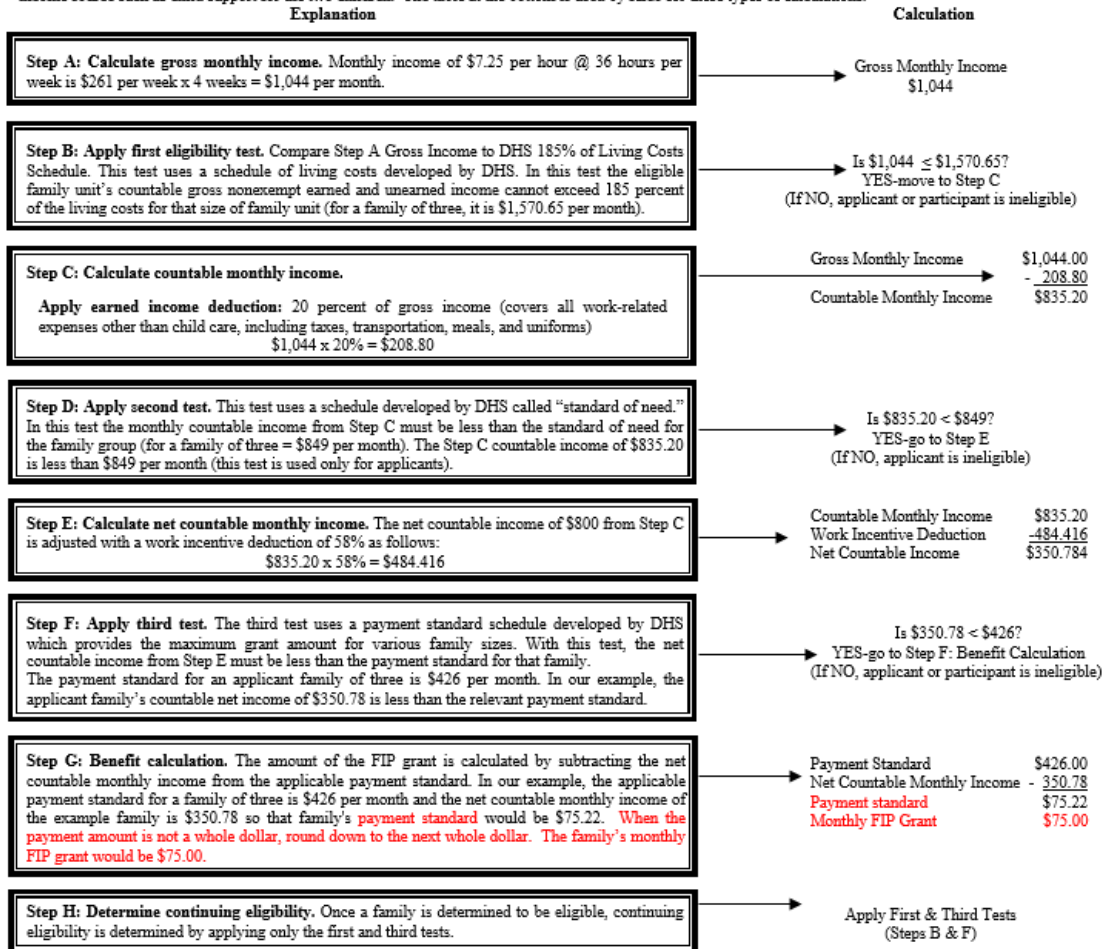 Explanation
Calculation
Step A: Calculate gross monthly income. Monthly income of $7.25 per hour @ 36 hours per
week is $261 per week x 4 weeks = $1,044 per month.
Gross Monthly Income
$1,044
Step B: Apply first eligibility test. Compare Step A Gross Income to DHS 185% of Living Costs
Schedule. This test uses a schedule of living costs developed by DHS. In this test the eligible
family unit's countable gross nonexempt earned and unearned income cannot exceed 185 percent
of the living costs for that size of family unit (for a family of three, it is $1,570.65 per month).
Is $1,044 ≤ $1,570.65?
YES-move to Step C
(If NO, applicant or participant is ineligible)
Step C: Calculate countable monthly income.
Apply earned income deduction: 20 percent of gross income (covers all work-related
expenses other than child care, including taxes, transportation, meals, and uniforms)
$1,044 x 20% = $208.80
Gross Monthly Income $1,044.00
- 208.80
Countable Monthly Income $835.20
Step D: Apply second test. This test uses a schedule developed by DHS called "standard of need."
In this test the monthly countable income from Step C must be less than the standard of need for
the family group (for a family of three = $849 per month). The Step C countable income of $835.20
is less than $849 per month (this test is used only for applicants).
Is $835.20 < $849?
YES-go to Step E
(If NO, applicant is ineligible)
Step E: Calculate net countable monthly income. The net countable income of $800 from Step C
is adjusted with a work incentive deduction of 58% as follows:
$835.20 x 58% = $484.416
Countable Monthly Income $835.20
Work Incentive Deduction -484.416
Net Countable Income $350.784
Step F: Apply third test. The third test uses a payment standard schedule developed by DHS
which provides the maximum grant amount for various family sizes. With this test, the net
countable income from Step E must be less than the payment standard for that family.
The payment standard for an applicant family of three is $426 per month. In our example, the
applicant family's countable net income of $350.78 is less than the relevant payment standard.
Is $350.78 < $426?
YES-go to Step F: Benefit Calculation
(If NO, applicant or participant is ineligible)
Step G: Benefit calculation. The amount of the FIP grant is calculated by subtracting the net
countable monthly income from the applicable payment standard. In our example, the applicable
payment standard for a family of three is $426 per month and the net countable monthly income of
the example family is $350.78 so that family's payment standard would be $75.22. When the
payment amount is not a whole dollar, round down to the next whole dollar. The family's monthly
FIP grant would be $75.00.
Payment Standard $426.00
Net Countable Monthly Income - 350.78
Payment standard $75.22
Monthly FIP Grant $75.00
Step H: Determine continuing eligibility. Once a family is determined to be eligible, continuing
eligibility is determined by applying only the first and third tests.
Apply First & Third Tests
(Steps B & F)